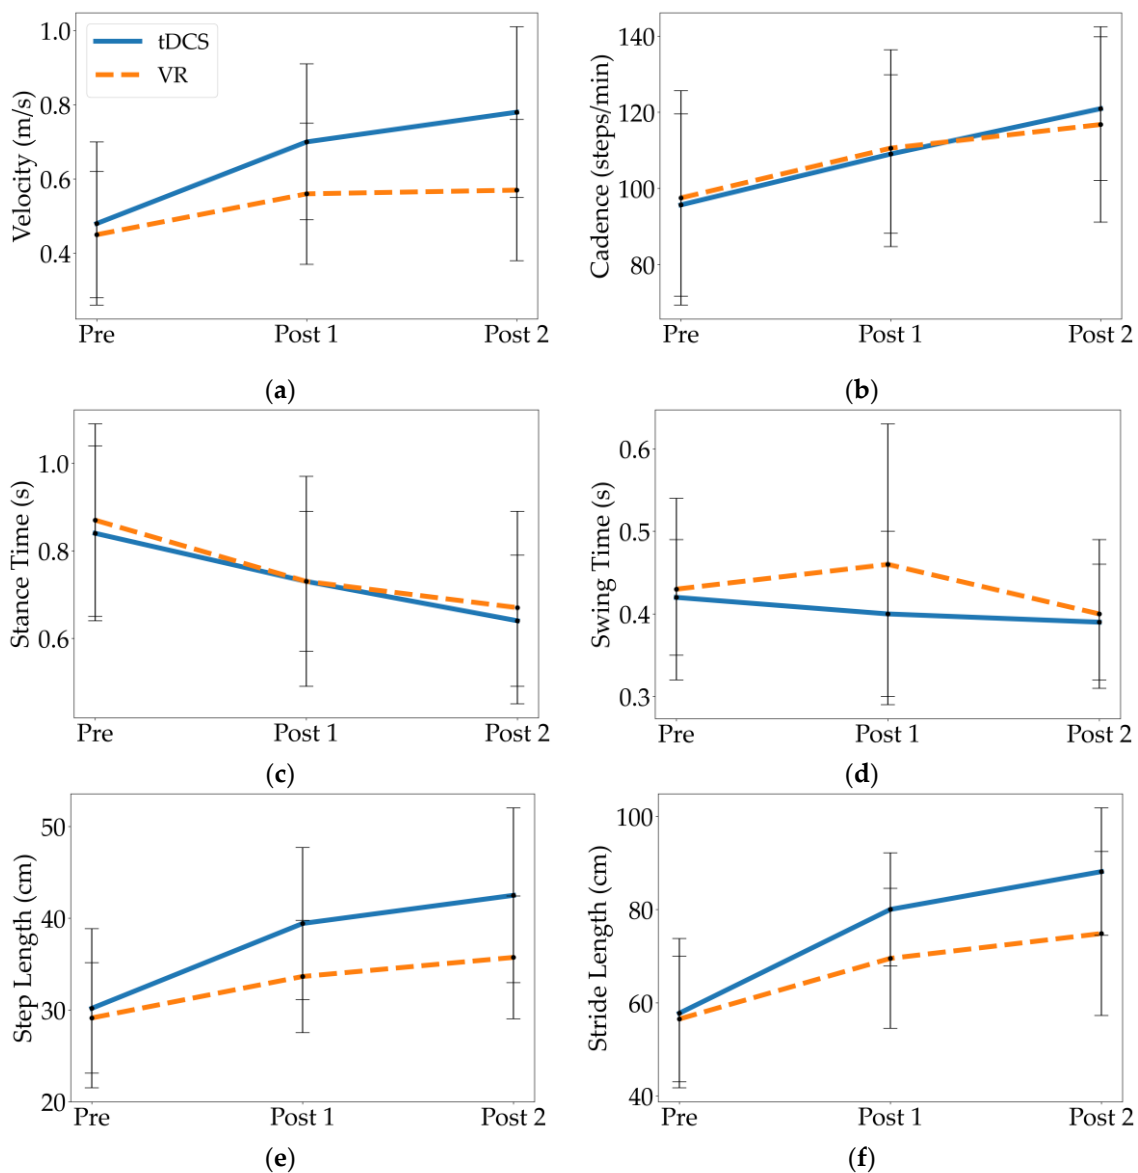 1.0
0.8
0.6
0.4
Velocity (m/s)
tDCS
VR
Pre
Post 1
Post 2
(a)
140
120
100
80
Cadence (steps/min)
Pre
Post 1
Post 2
(b)
1.0
0.8
0.6
Stance Time (s)
Pre
Post 1
Post 2
(c)
0.6
0.5
0.4
0.3
Swing Time (s)
Pre
Post 1
Post 2
(d)
50
40
30
20
Step Length (cm)
Pre
Post 1
Post 2
(e)
100
80
60
40
Stride Length (cm)
Pre
Post 1
Post 2
(f)